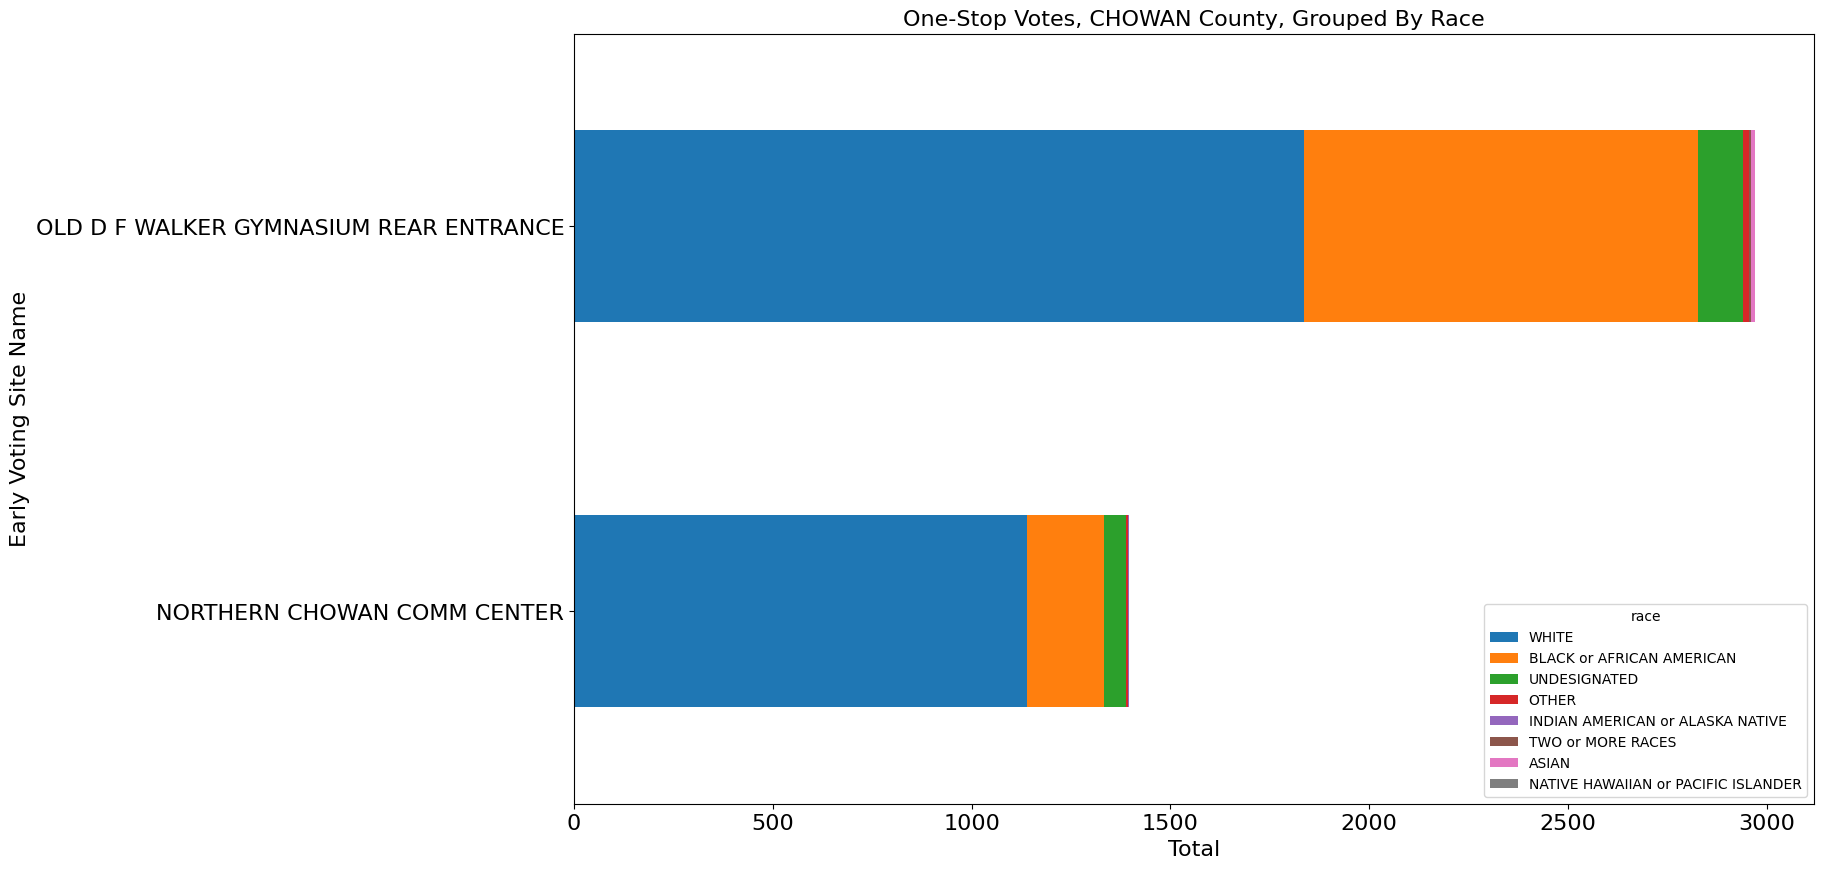 One-Stop Votes, CHOWAN County, Grouped By Race
Early Voting Site Name
OLD D F WALKER GYMNASIUM REAR ENTRANCE
NORTHERN CHOWAN COMM CENTER
race
WHITE
BLACK or AFRICAN AMERICAN
UNDESIGNATED
OTHER
INDIAN AMERICAN or ALASKA NATIVE
TWO or MORE RACES
ASIAN
NATIVE HAWAIIAN or PACIFIC ISLANDER
0 500 1000 1500 2000 2500 3000
Total